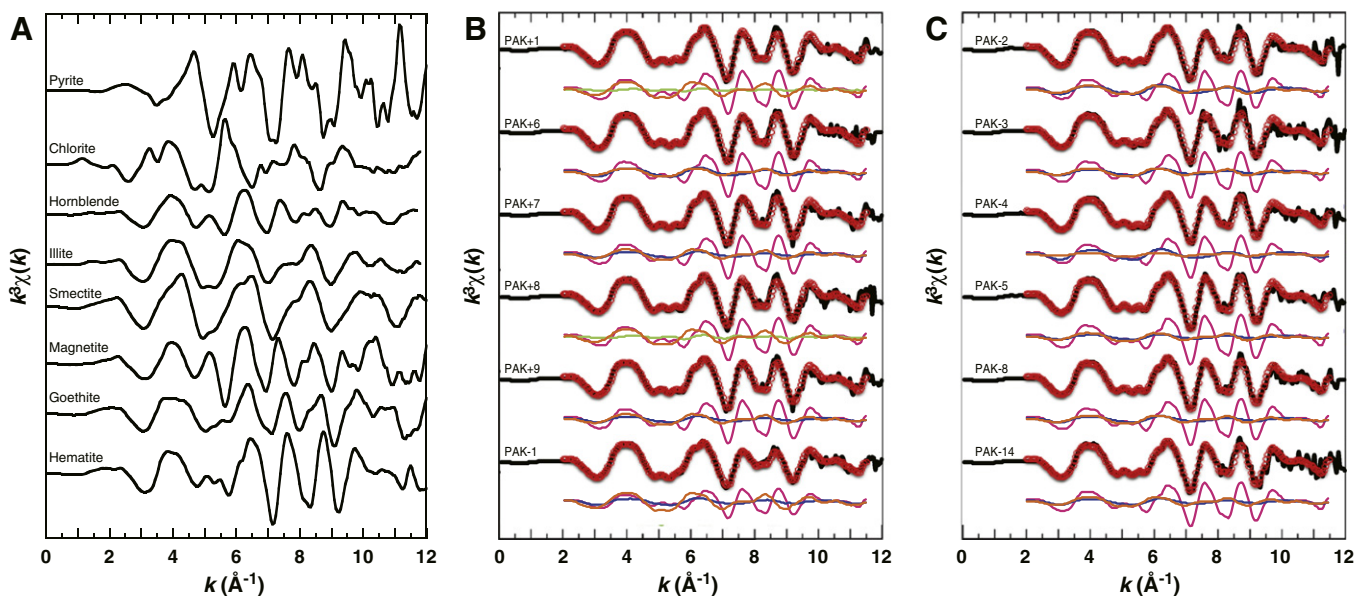 A
Pyrite
Chlorite
Hornblende
Illite
Smectite
Magnetite
Goethite
Hematite
k³χ(k)
0 2 4 6 8 10 12
k (Å⁻¹)
B
PAK+1
PAK+6
PAK+7
PAK+8
PAK+9
PAK-1
k³χ(k)
0 2 4 6 8 10 12
k (Å⁻¹)
C
PAK-2
PAK-3
PAK-4
PAK-5
PAK-8
PAK-14
k³χ(k)
0 2 4 6 8 10 12
k (Å⁻¹)